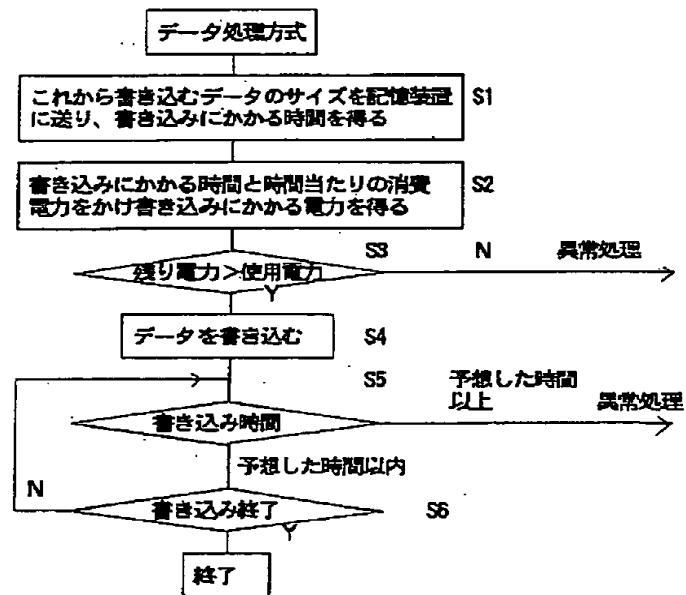 データ処理方式
これから書き込むデータのサイズを記憶装置
に送り、書き込みにかかる時間を得る
S1
書き込みにかかる時間と時間当たりの消費
電力をかけ書き込みにかかる電力を得る
S2
S3
残り電力>使用電力
N
異常処理
Y
データを書き込む
S4
S5
予想した時間
以上
異常処理
書き込み時間
予想した時間以内
N
書き込み終了
S6
Y
終了